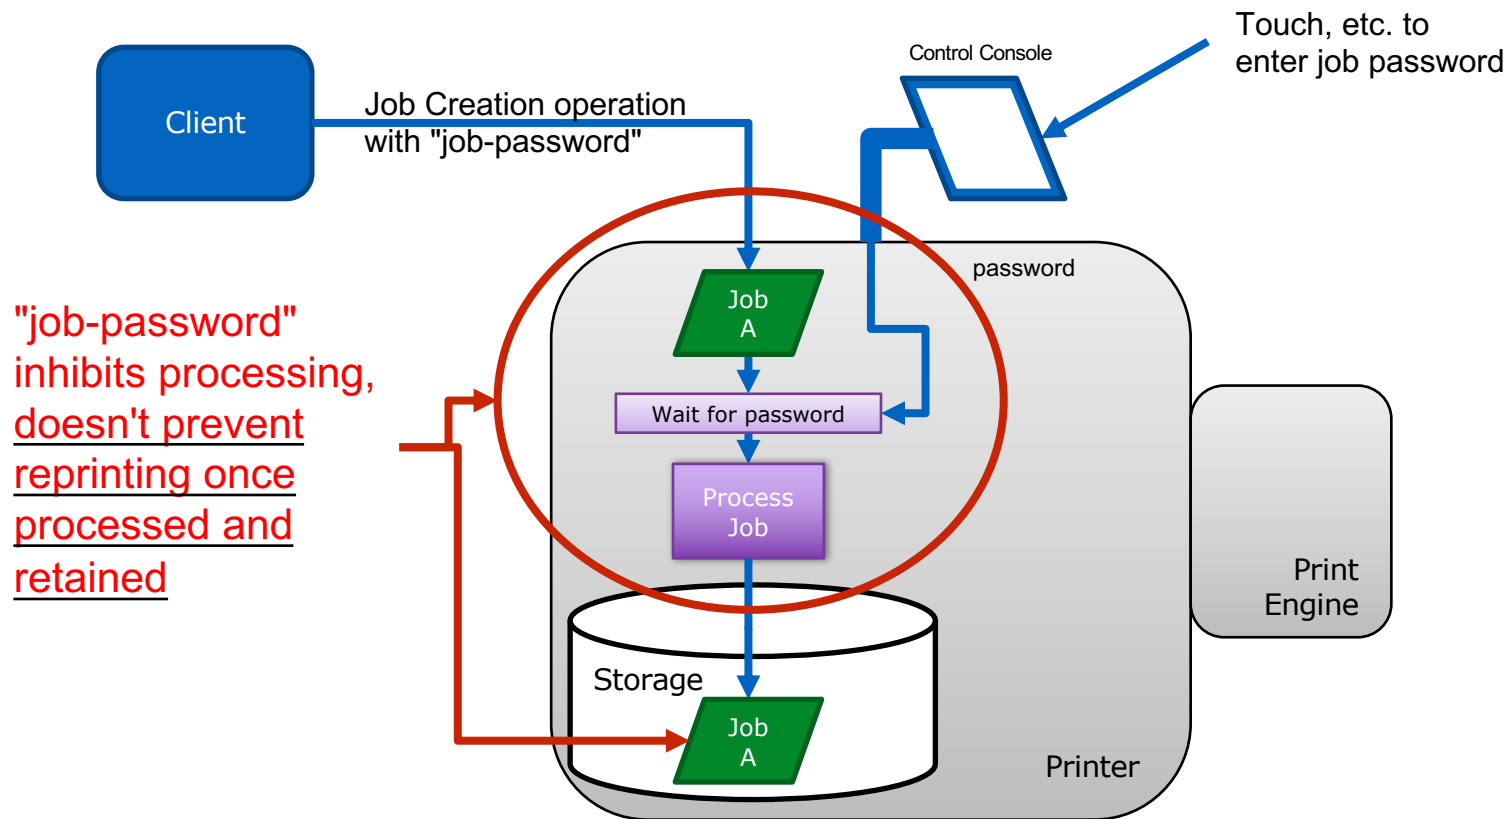 Touch, etc. to
enter job password
Control Console
Client
Job Creation operation
with "job-password"
password
Job
A
"job-password"
inhibits processing,
doesn't prevent
reprinting once
processed and
retained
Wait for password
Process
Job
Print
Engine
Storage
Job
A
Printer